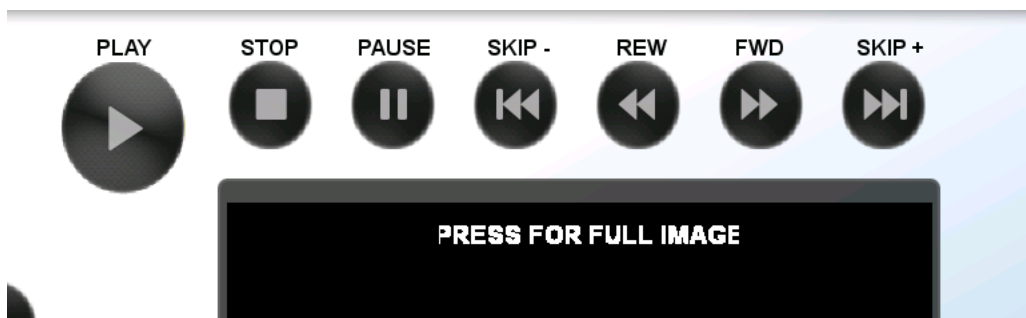 PLAY STOP PAUSE SKIP - REW FWD SKIP +
PRESS FOR FULL IMAGE